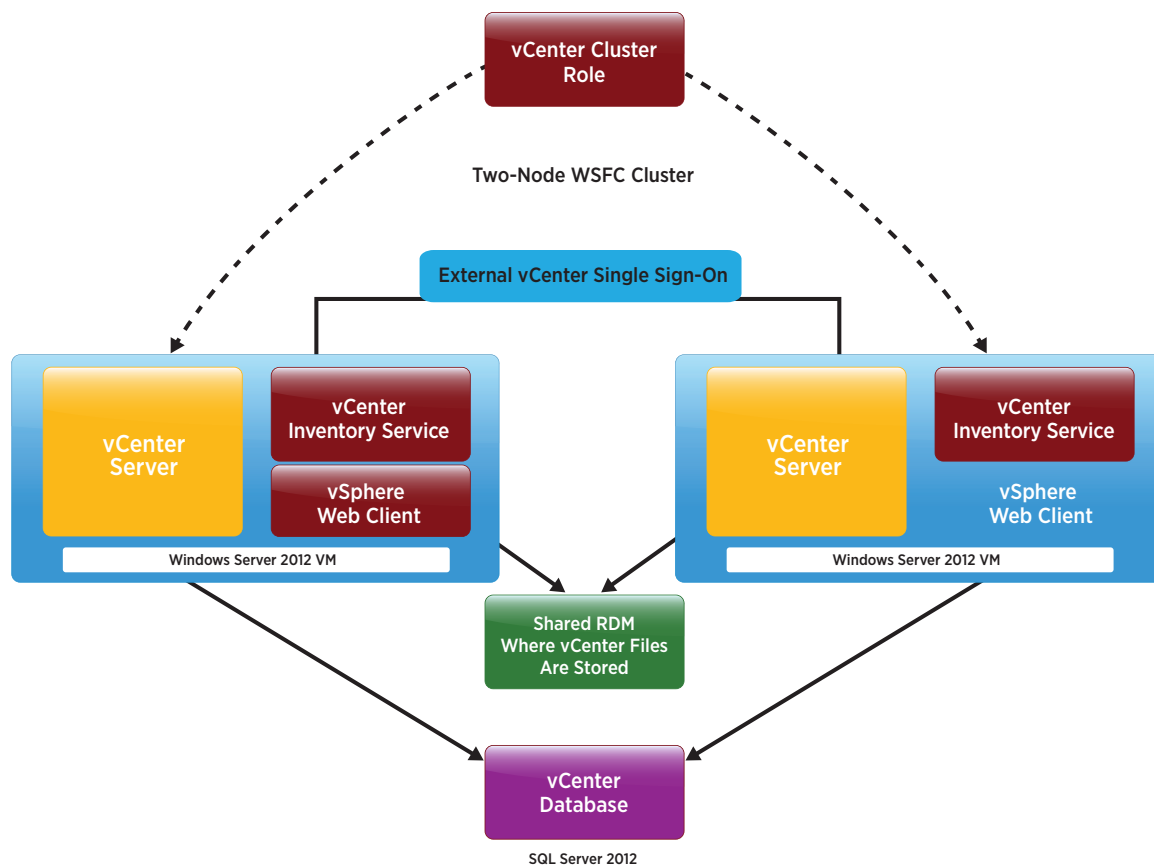 vCenter Cluster
Role
Two-Node WSFC Cluster
External vCenter Single Sign-On
vCenter
Server
vCenter
Inventory Service
vSphere
Web Client
Windows Server 2012 VM
vCenter
Server
vCenter
Inventory Service
vSphere
Web Client
Windows Server 2012 VM
Shared RDM
Where vCenter Files
Are Stored
vCenter
Database
SQL Server 2012